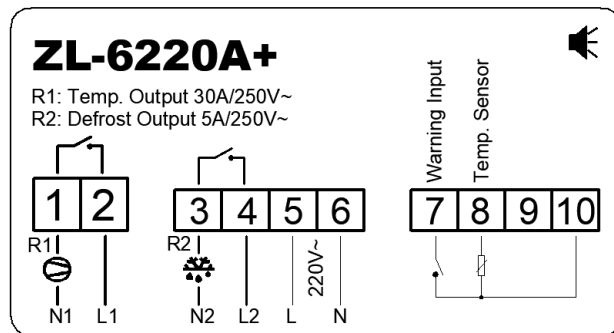 ZL-6220A+
R1: Temp. Output 30A/250V~
R2: Defrost Output 5A/250V~
Warning Input
Temp. Sensor
1 2 3 4 5 6 7 8 9 10
R1 R2 220V~
N1 L1 N2 L2 L N